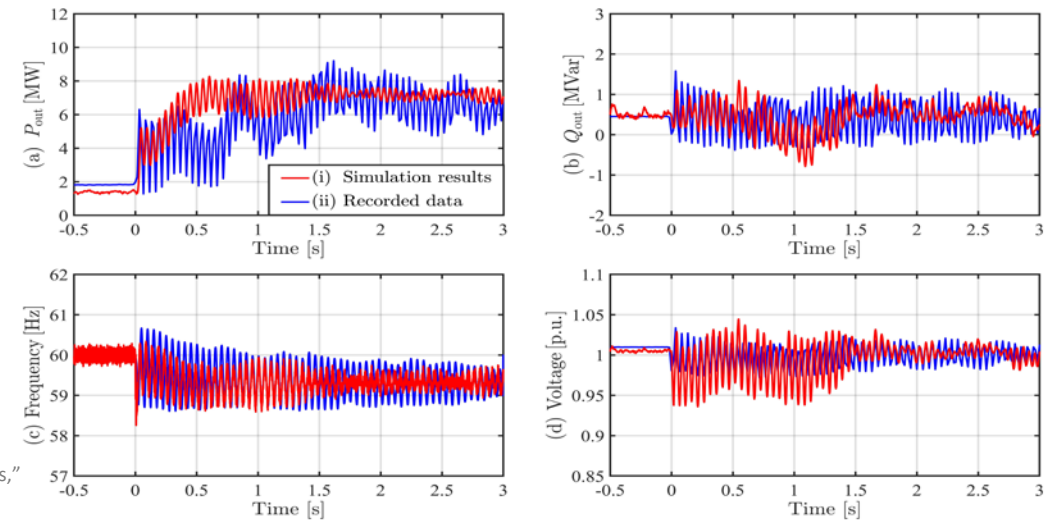 12
10
8
6
4
2
0
(a) P_out [MW]
(i) Simulation results
(ii) Recorded data
-0.5 0 0.5 1 1.5 2 2.5 3
Time [s]
3
2
1
0
-1
-2
(b) Q_out [MVar]
-0.5 0 0.5 1 1.5 2 2.5 3
Time [s]
62
61
60
59
58
57
(c) Frequency [Hz]
-0.5 0 0.5 1 1.5 2 2.5 3
Time [s]
s,”
1.1
1.05
1
0.95
0.9
0.85
(d) Voltage [p.u.]
-0.5 0 0.5 1 1.5 2 2.5 3
Time [s]